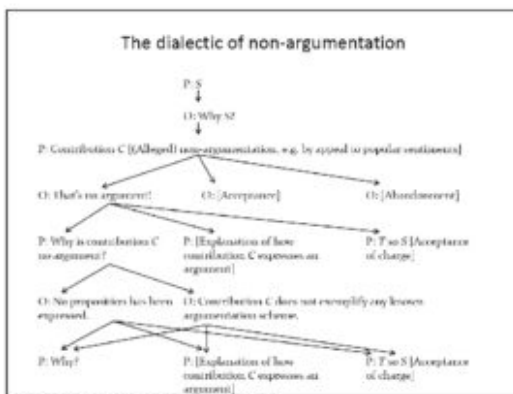 The dialectic of non-argumentation
P: S
O: Why S?
P: Contribution C [(Alleged) non-argumentation, e.g. by appeal to popular sentiments]
O: That's no argument! O: [Acceptance] O: [Abandonment]
P: Why is contribution C P: [Explanation of how P: T so S [Acceptance
no argument? contribution C expresses an of charge]
argument]
O: No proposition has been O: Contribution C does not exemplify any known
expressed. argumentation scheme.
P: Why? P: [Explanation of how P: T so S [Acceptance
contribution C expresses an of charge]
argument]